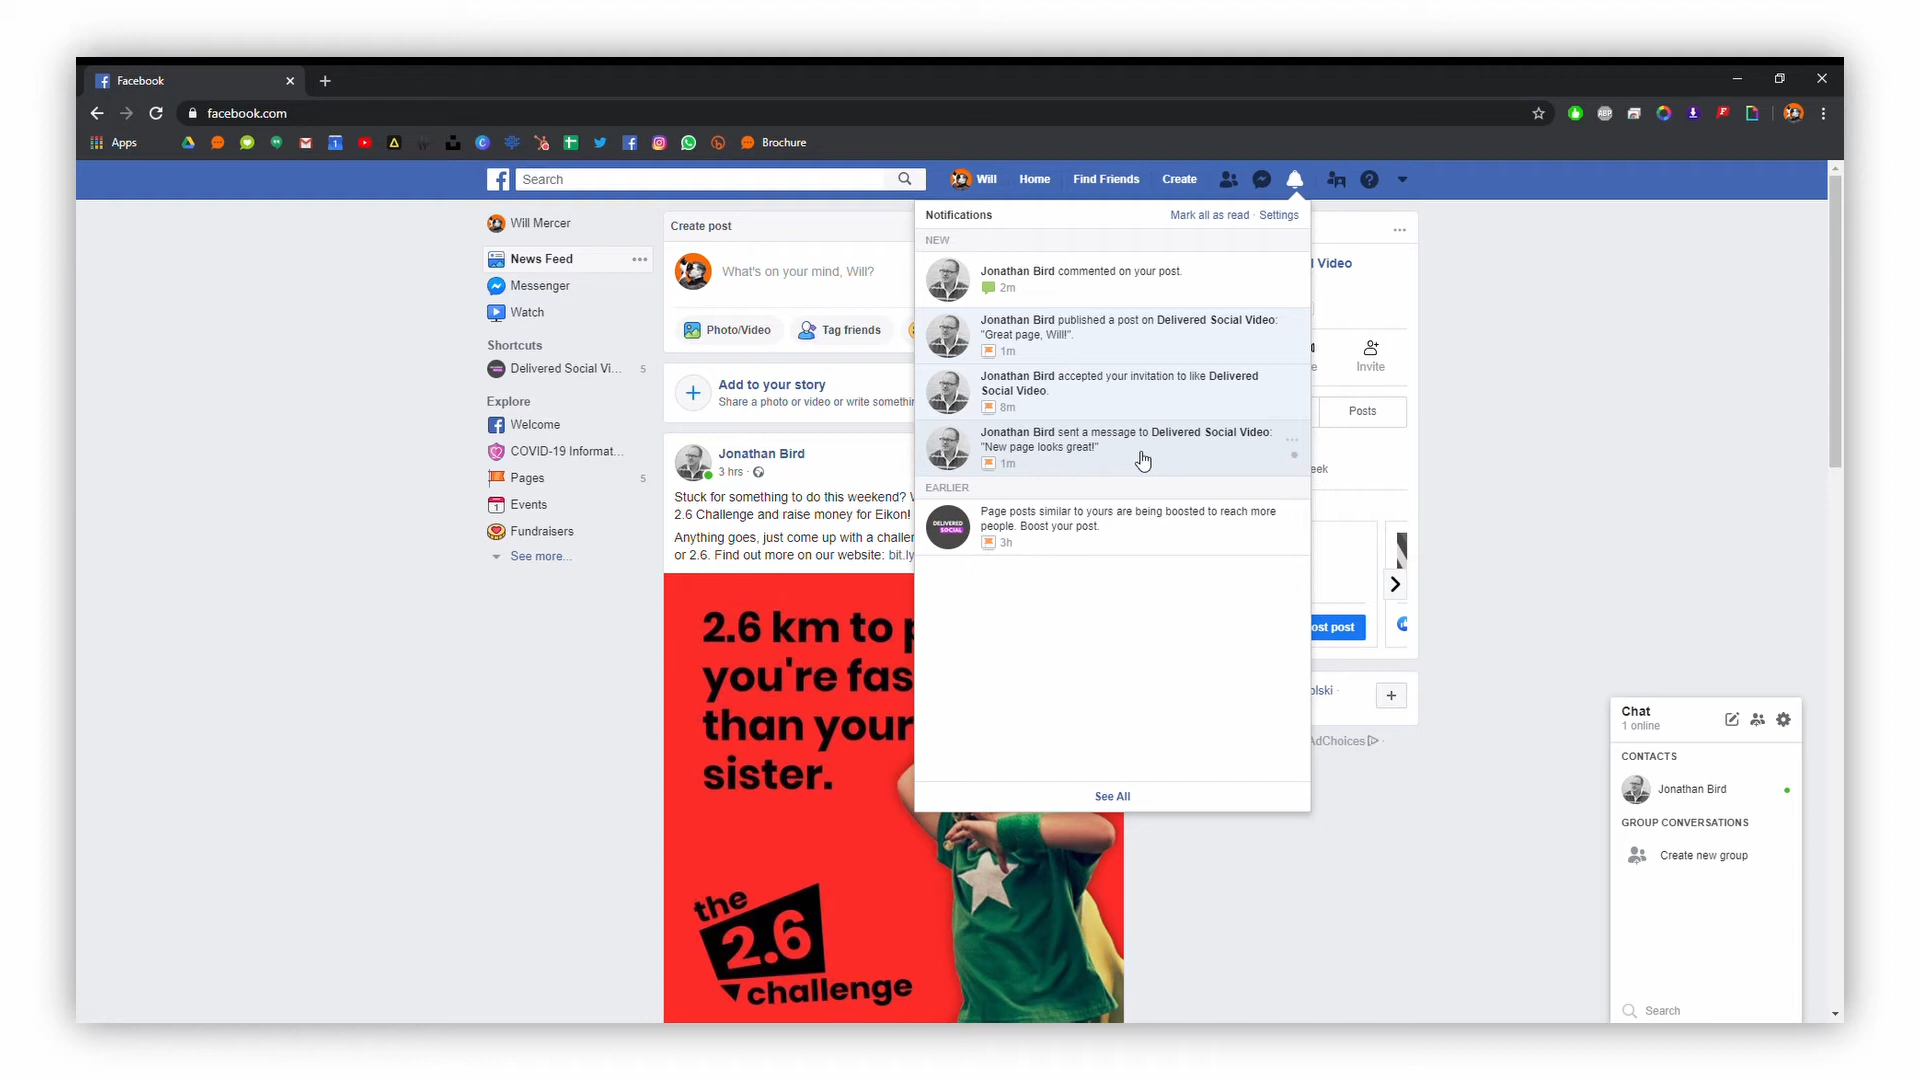 Facebook
facebook.com
Apps
Brochure
Search
Will
Home
Find Friends
Create
Will Mercer
News Feed
Messenger
Watch
Shortcuts
Delivered Social Vi...
5
Explore
Welcome
COVID-19 Informat...
Pages
5
Events
Fundraisers
See more...
Create post
What's on your mind, Will?
Photo/Video
Tag friends
Add to your story
Share a photo or video or write somethin
Jonathan Bird
3 hrs ·
Stuck for something to do this weekend?
2.6 Challenge and raise money for Eikon!
Anything goes, just come up with a challen
or 2.6. Find out more on our website: bit.ly
2.6 km to
you're fas
than your
sister.
the
2.6
challenge
Notifications
Mark all as read · Settings
NEW
Jonathan Bird commented on your post.
2m
Jonathan Bird published a post on Delivered Social Video:
"Great page, Will!".
1m
Jonathan Bird accepted your invitation to like Delivered
Social Video.
8m
Jonathan Bird sent a message to Delivered Social Video:
"New page looks great!"
1m
EARLIER
DELIVERED
SOCIAL
Page posts similar to yours are being boosted to reach more
people. Boost your post.
3h
See All
l Video
Invite
Posts
eek
ost post
olski ·
AdChoices
Chat
1 online
CONTACTS
Jonathan Bird
GROUP CONVERSATIONS
Create new group
Search